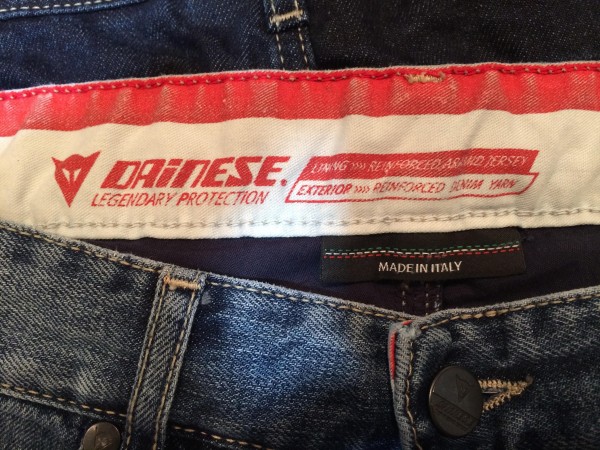 DAINESE.
LEGENDARY PROTECTION
LINING »»» REINFORCED ARAMID JERSEY
EXTERIOR »»» REINFORCED DENIM YARN
MADE IN ITALY